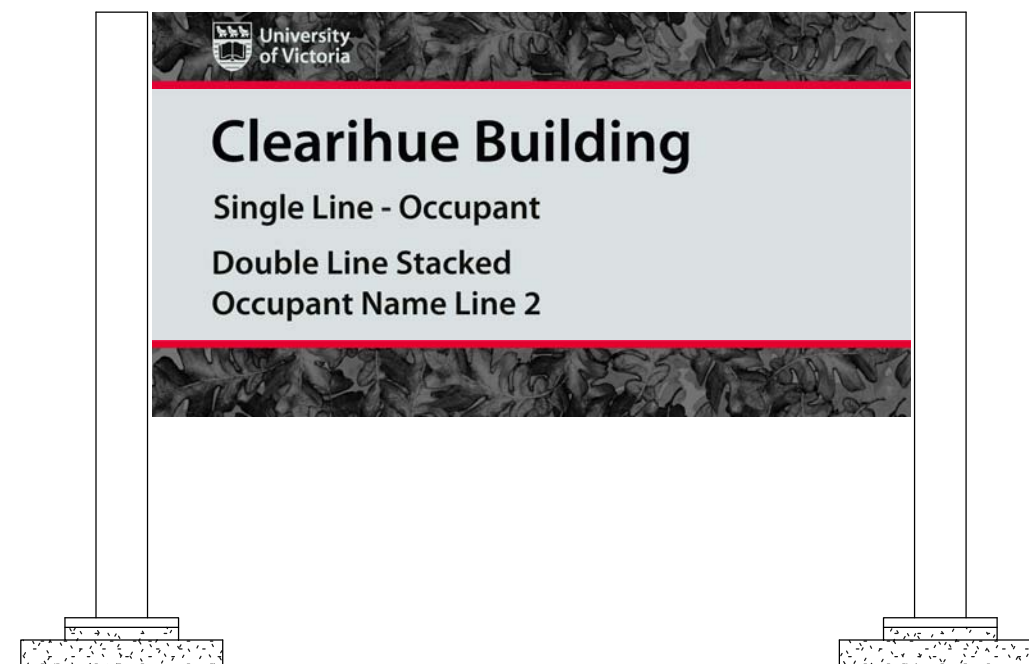 University
of Victoria
Clearihue Building
Single Line - Occupant
Double Line Stacked
Occupant Name Line 2